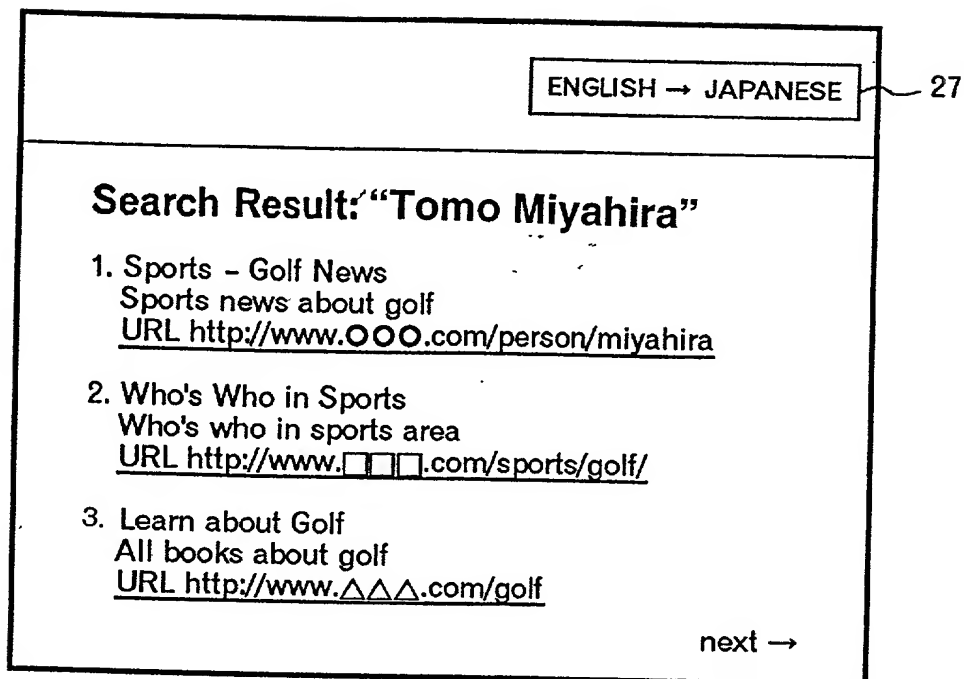 ENGLISH → JAPANESE
27
Search Result: “Tomo Miyahira”
1. Sports – Golf News
Sports news about golf
URL http://www.○○○.com/person/miyahira
2. Who's Who in Sports
Who's who in sports area
URL http://www.□□□.com/sports/golf/
3. Learn about Golf
All books about golf
URL http://www.△△△.com/golf
next →